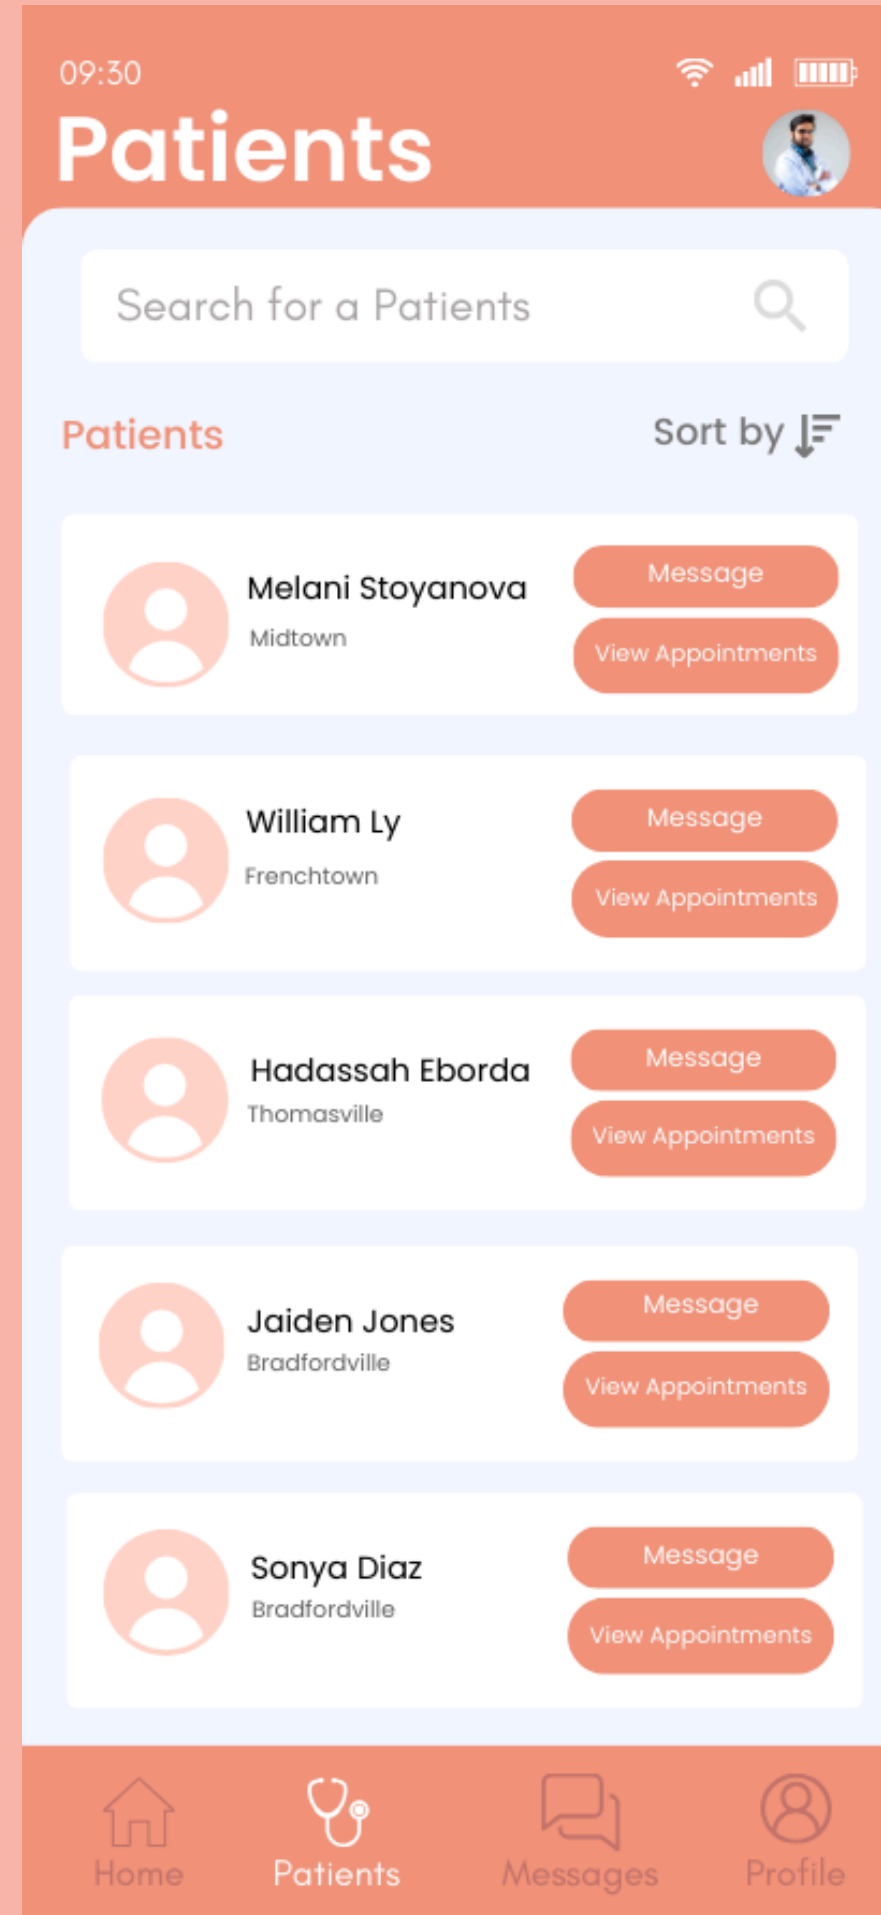 09:30
Patients
Search for a Patients
Patients
Sort by
Melani Stoyanova
Midtown
Message
View Appointments
William Ly
Frenchtown
Message
View Appointments
Hadassah Eborda
Thomasville
Message
View Appointments
Jaiden Jones
Bradfordville
Message
View Appointments
Sonya Diaz
Bradfordville
Message
View Appointments
Home
Patients
Messages
Profile